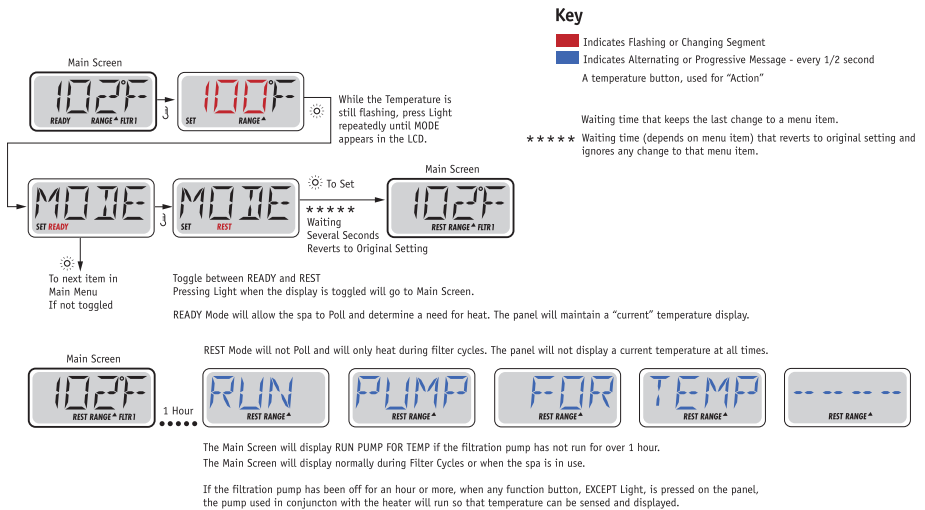 Key
Indicates Flashing or Changing Segment
Indicates Alternating or Progressive Message - every 1/2 second
A temperature button, used for “Action”
Waiting time that keeps the last change to a menu item.
***** Waiting time (depends on menu item) that reverts to original setting and
ignores any change to that menu item.
Main Screen
102°F
READY RANGE FLTR1
100°F
SET RANGE
While the Temperature is
still flashing, press Light
repeatedly until MODE
appears in the LCD.
MODE
SET READY
MODE
SET REST
To Set
*****
Waiting
Several Seconds
Reverts to Original Setting
Main Screen
102°F
REST RANGE FLTR1
To next item in
Main Menu
If not toggled
Toggle between READY and REST
Pressing Light when the display is toggled will go to Main Screen.
READY Mode will allow the spa to Poll and determine a need for heat. The panel will maintain a “current” temperature display.
REST Mode will not Poll and will only heat during filter cycles. The panel will not display a current temperature at all times.
Main Screen
102°F
REST RANGE FLTR1
1 Hour
RUN
REST RANGE
PUMP
REST RANGE
FOR
REST RANGE
TEMP
REST RANGE
-- -- -- --
REST RANGE
The Main Screen will display RUN PUMP FOR TEMP if the filtration pump has not run for over 1 hour.
The Main Screen will display normally during Filter Cycles or when the spa is in use.
If the filtration pump has been off for an hour or more, when any function button, EXCEPT Light, is pressed on the panel,
the pump used in conjuncton with the heater will run so that temperature can be sensed and displayed.